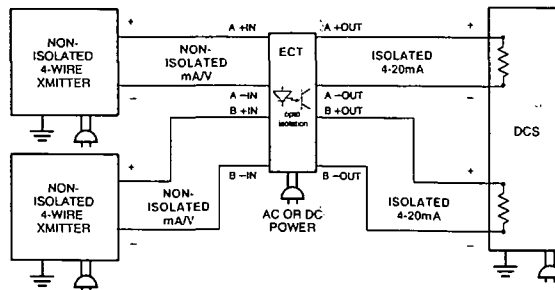 +
A +IN
A +OUT
+
NON-
ISOLATED
4-WIRE
XMITTER
NON-
ISOLATED
mA/V
ECT
ISOLATED
4-20mA
OPTO
ISOLATION
DCS
−
A −IN
A −OUT
−
B +IN
B +OUT
+
NON-
ISOLATED
4-WIRE
XMITTER
NON-
ISOLATED
mA/V
B −IN
B −OUT
+
ISOLATED
4-20mA
−
AC OR DC
POWER
−